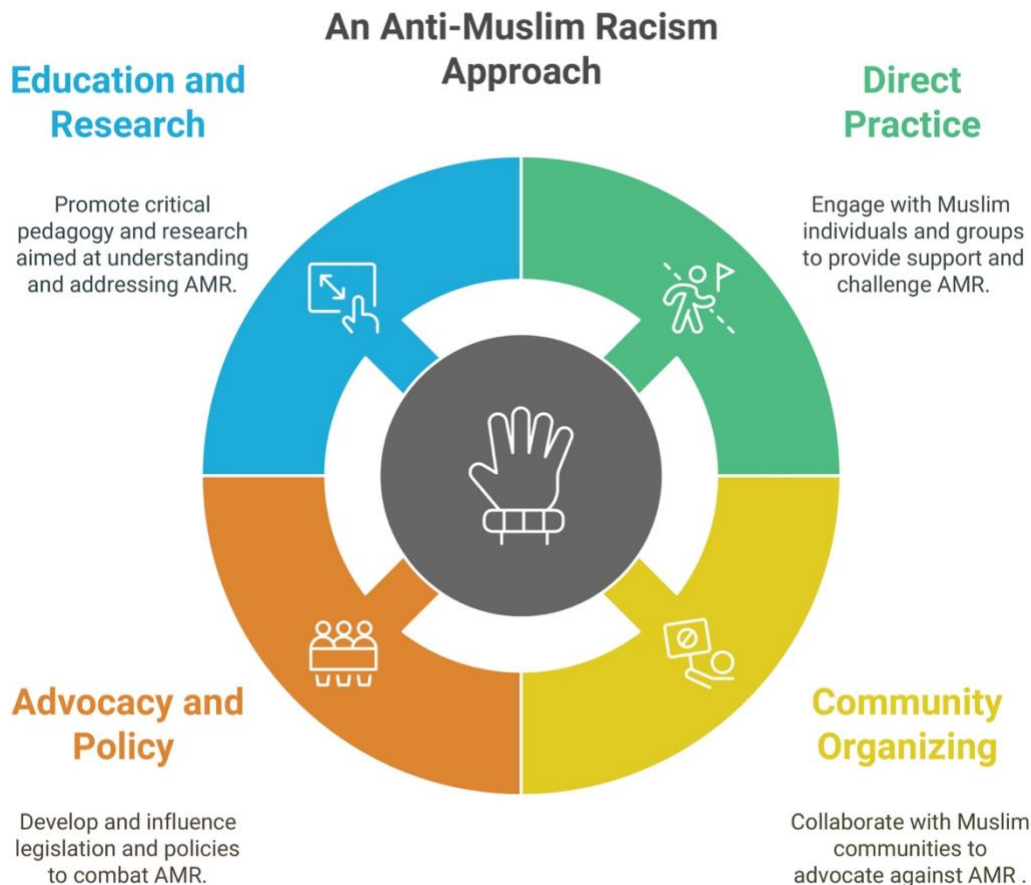 An Anti-Muslim Racism
Approach
Education and
Research
Promote critical
pedagogy and research
aimed at understanding
and addressing AMR.
Direct
Practice
Engage with Muslim
individuals and groups
to provide support and
challenge AMR.
Advocacy and
Policy
Develop and influence
legislation and policies
to combat AMR.
Community
Organizing
Collaborate with Muslim
communities to
advocate against AMR .